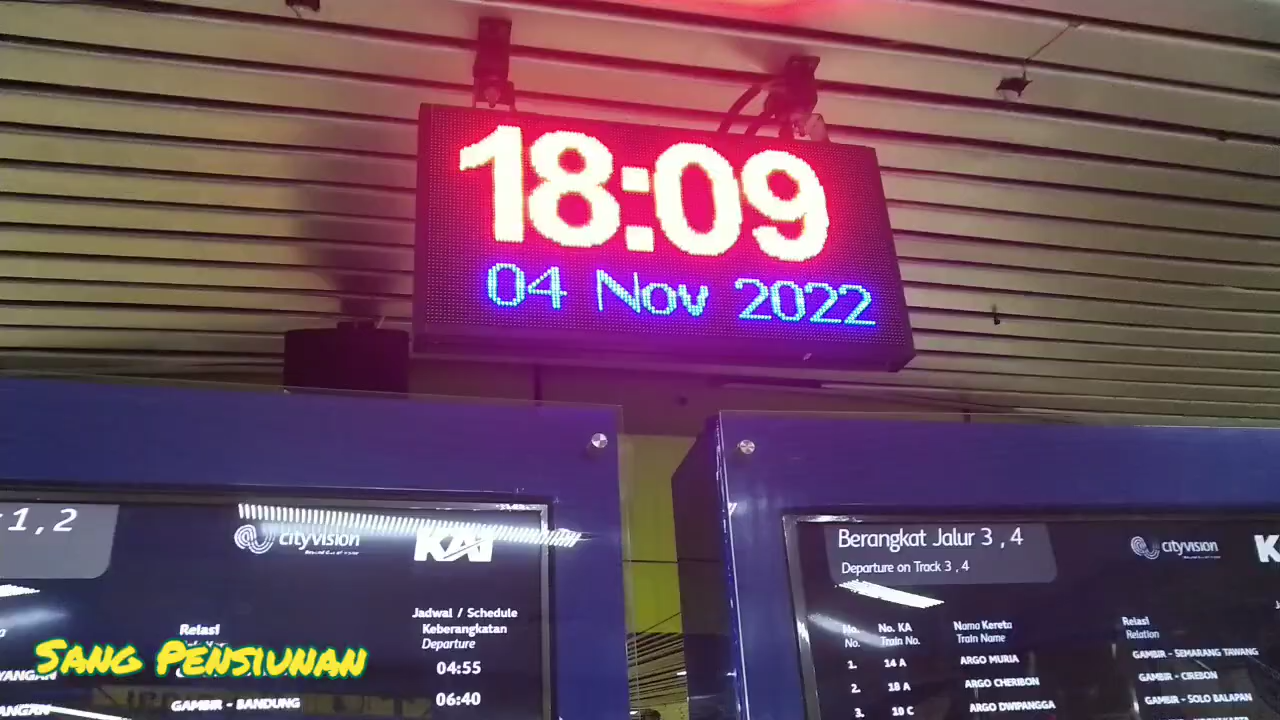 18:09
04 Nov 2022
1, 2
cityvision
KAI
Jadwal / Schedule
Keberangkatan
Departure
Relasi
04:55
06:40
GAMBIR - BANDUNG
Sang Pensiunan
Berangkat Jalur 3 , 4
Departure on Track 3 , 4
cityvision
No. No. KA Nama Kereta Relasi
No. Train No. Train Name Relation
1. 14 A ARGO MURIA GAMBIR - SEMARANG TAWANG
2. 18 A ARGO CHERIBON GAMBIR - CIREBON
3. 10 C ARGO DWIPANGGA GAMBIR - SOLO BALAPAN